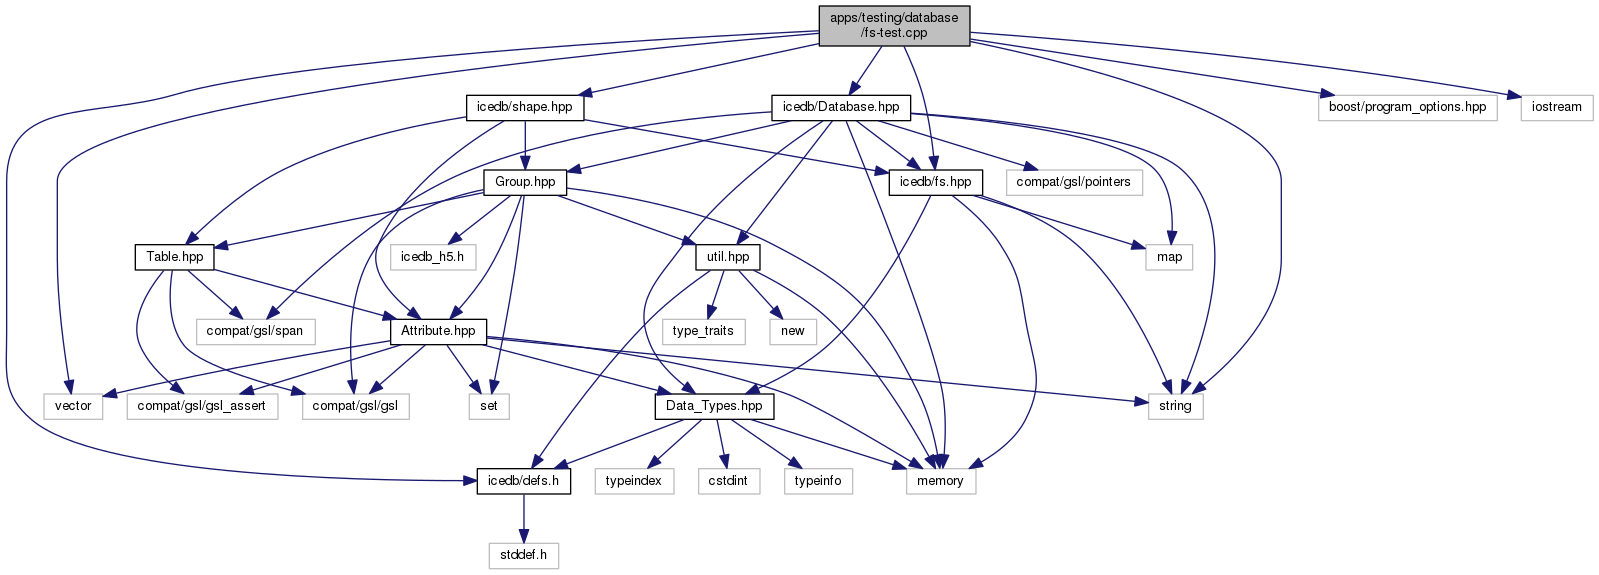 apps/testing/database
/fs-test.cpp
icedb/shape.hpp
icedb/Database.hpp
boost/program_options.hpp
iostream
Group.hpp
icedb/fs.hpp
compat/gsl/pointers
Table.hpp
icedb_h5.h
util.hpp
map
compat/gsl/span
Attribute.hpp
type_traits
new
vector
compat/gsl/gsl_assert
compat/gsl/gsl
set
Data_Types.hpp
string
icedb/defs.h
typeindex
cstdint
typeinfo
memory
stddef.h